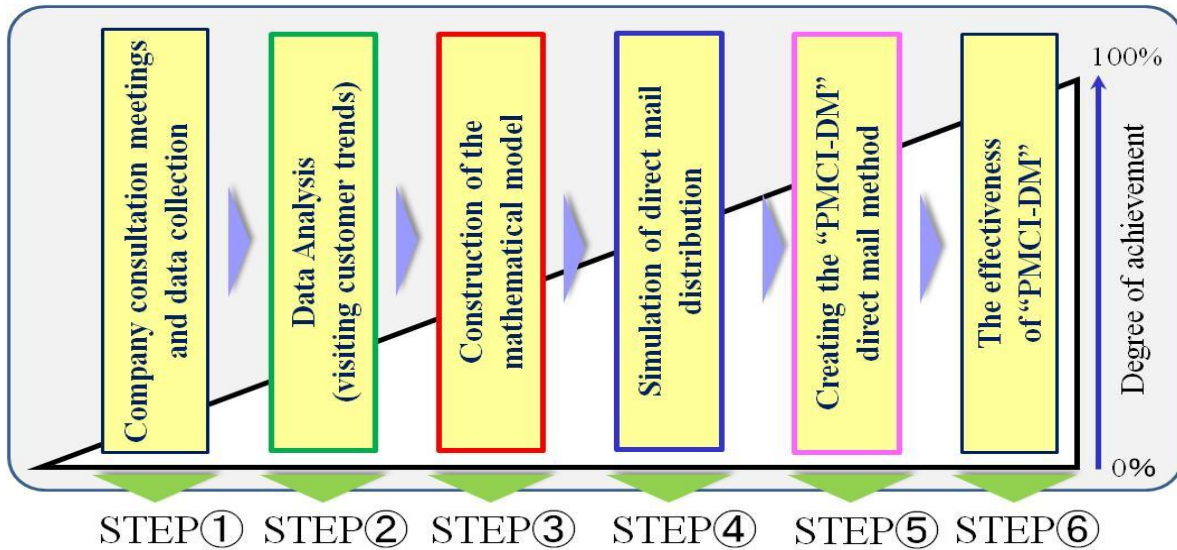 Company consultation meetings
and data collection
Data Analysis
(visiting customer trends)
Construction of the
mathematical model
Simulation of direct mail
distribution
Creating the “PMCI-DM”
direct mail method
The effectiveness
of “PMCI-DM”
100%
Degree of achievement
0%
STEP①
STEP②
STEP③
STEP④
STEP⑤
STEP⑥